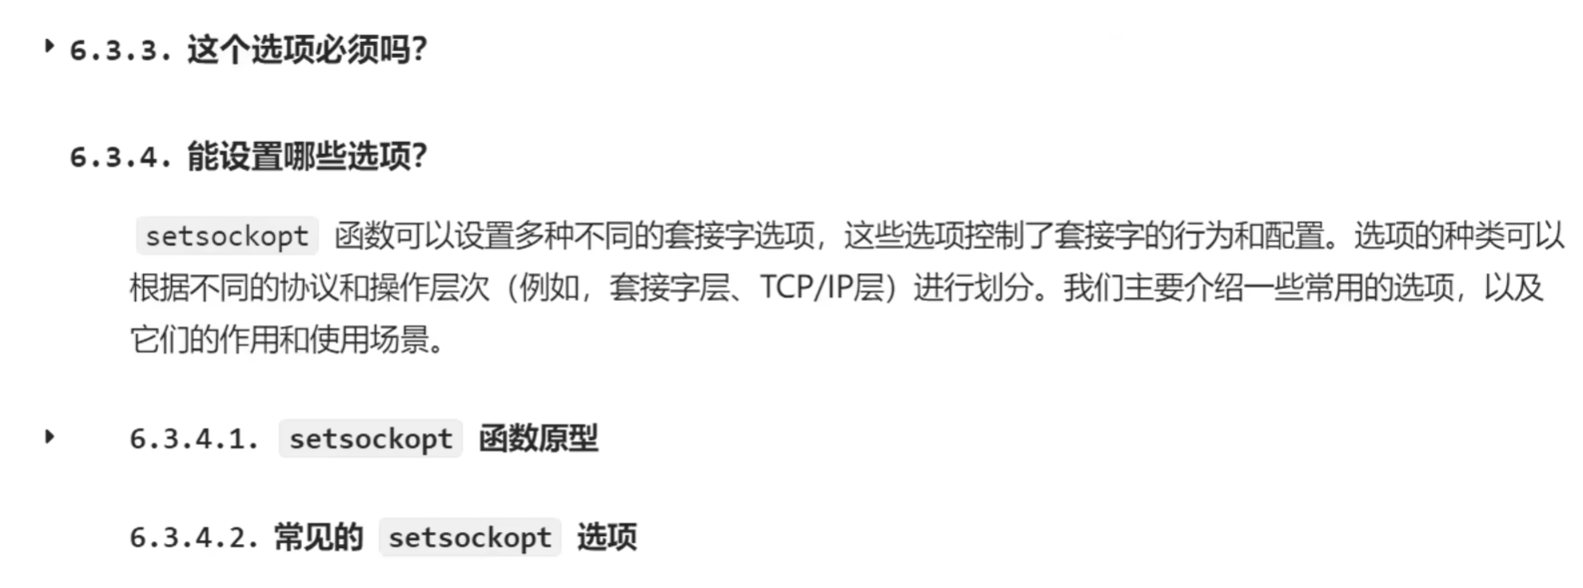 6.3.3. 这个选项必须吗?
6.3.4. 能设置哪些选项?
setsockopt 函数可以设置多种不同的套接字选项，这些选项控制了套接字的行为和配置。选项的种类可以
根据不同的协议和操作层次（例如，套接字层、TCP/IP层）进行划分。我们主要介绍一些常用的选项，以及
它们的作用和使用场景。
6.3.4.1. setsockopt 函数原型
6.3.4.2. 常见的 setsockopt 选项